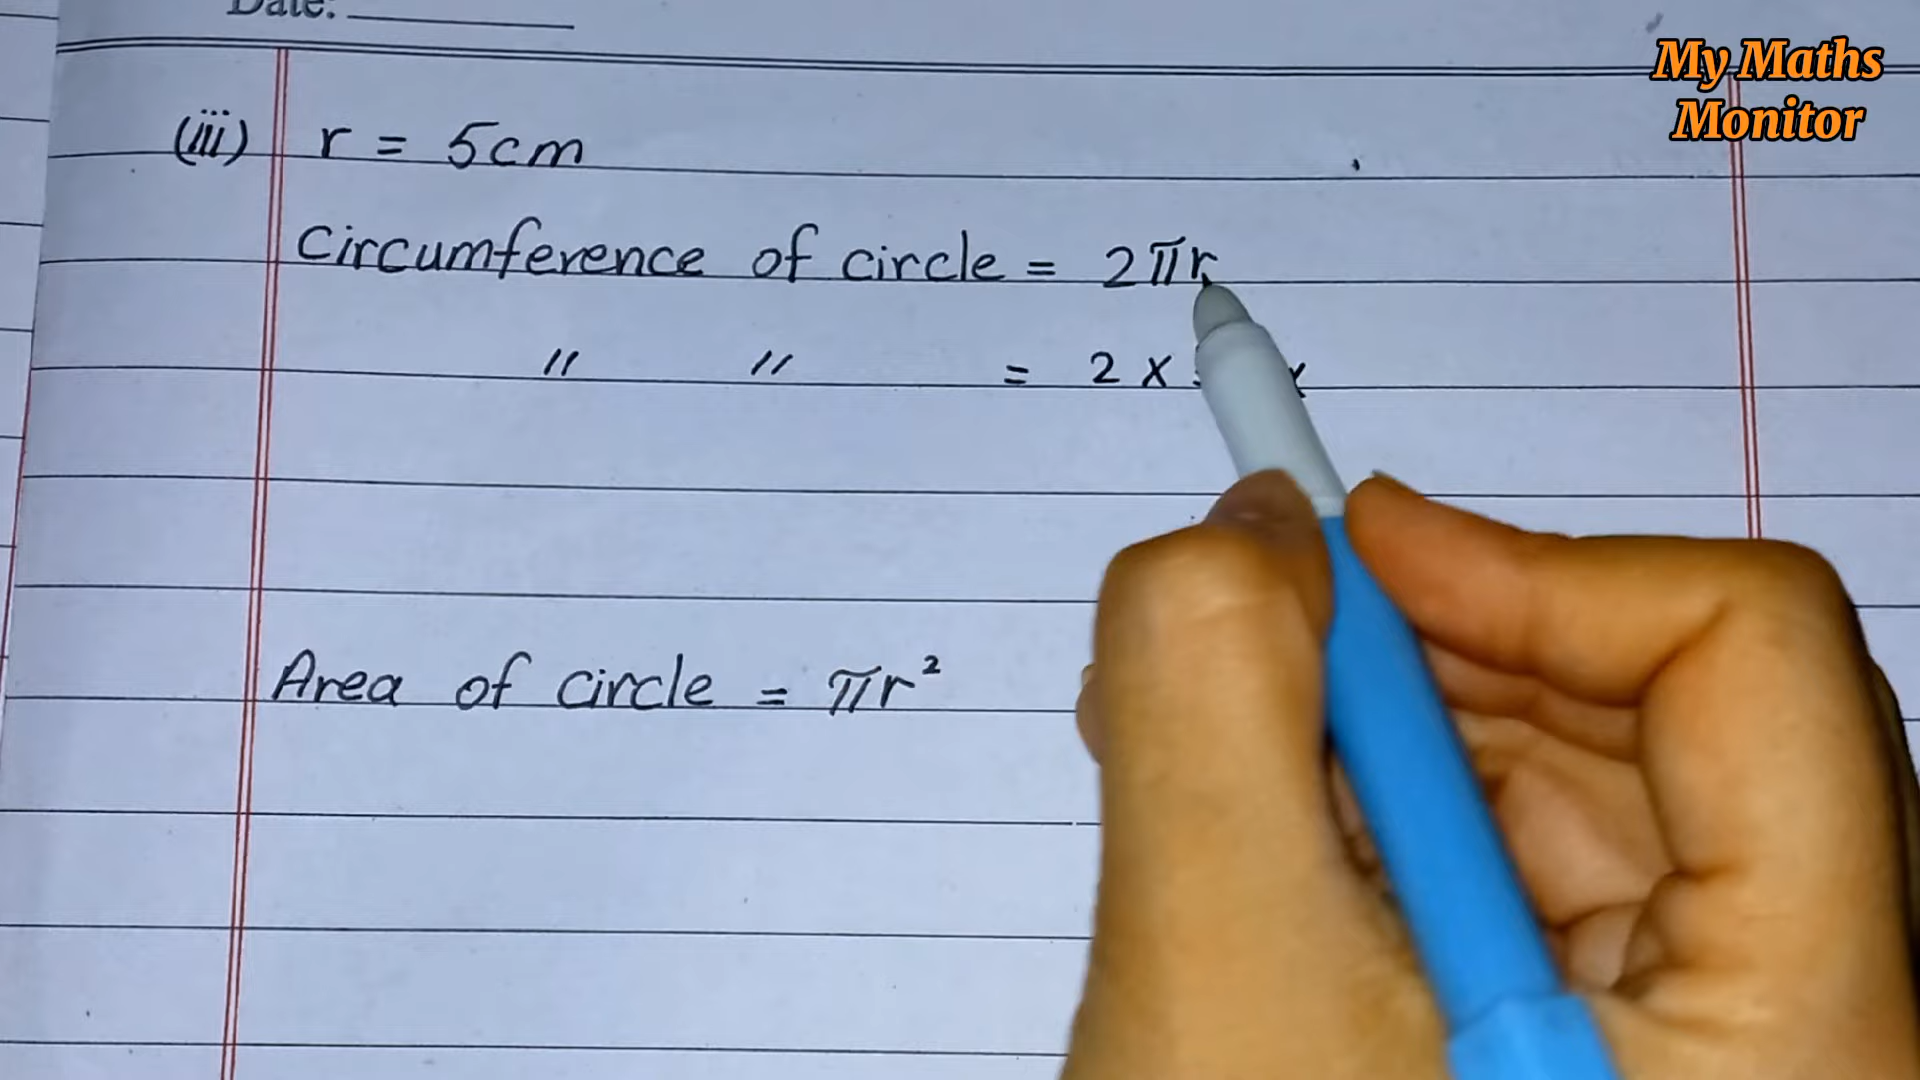 Date:
My Maths
Monitor
(iii) r = 5cm
Circumference of circle = 2πr
" " = 2 x x
Area of circle = πr²